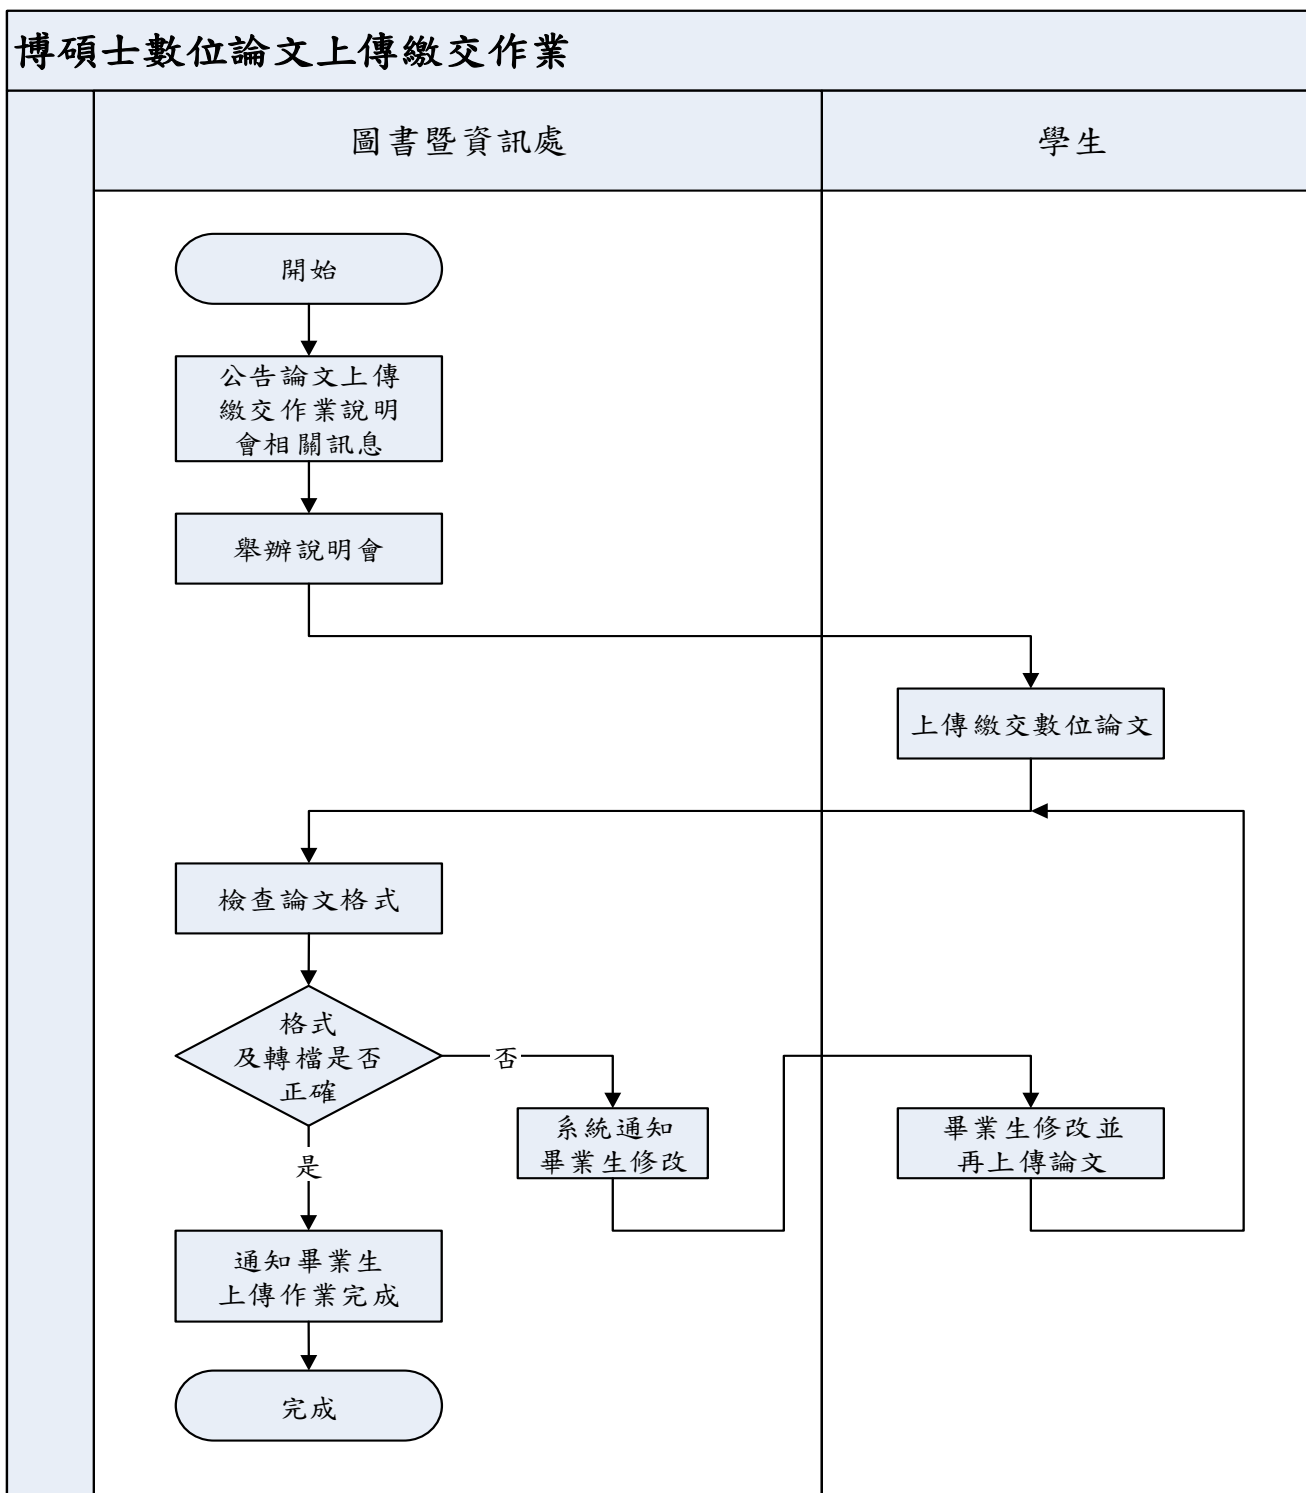 博碩士數位論文上傳繳交作業
圖書暨資訊處
學生
開始
公告論文上傳
繳交作業說明
會相關訊息
舉辦說明會
上傳繳交數位論文
檢查論文格式
格式
及轉檔是否
正確
否
系統通知
畢業生修改
畢業生修改並
再上傳論文
是
通知畢業生
上傳作業完成
完成